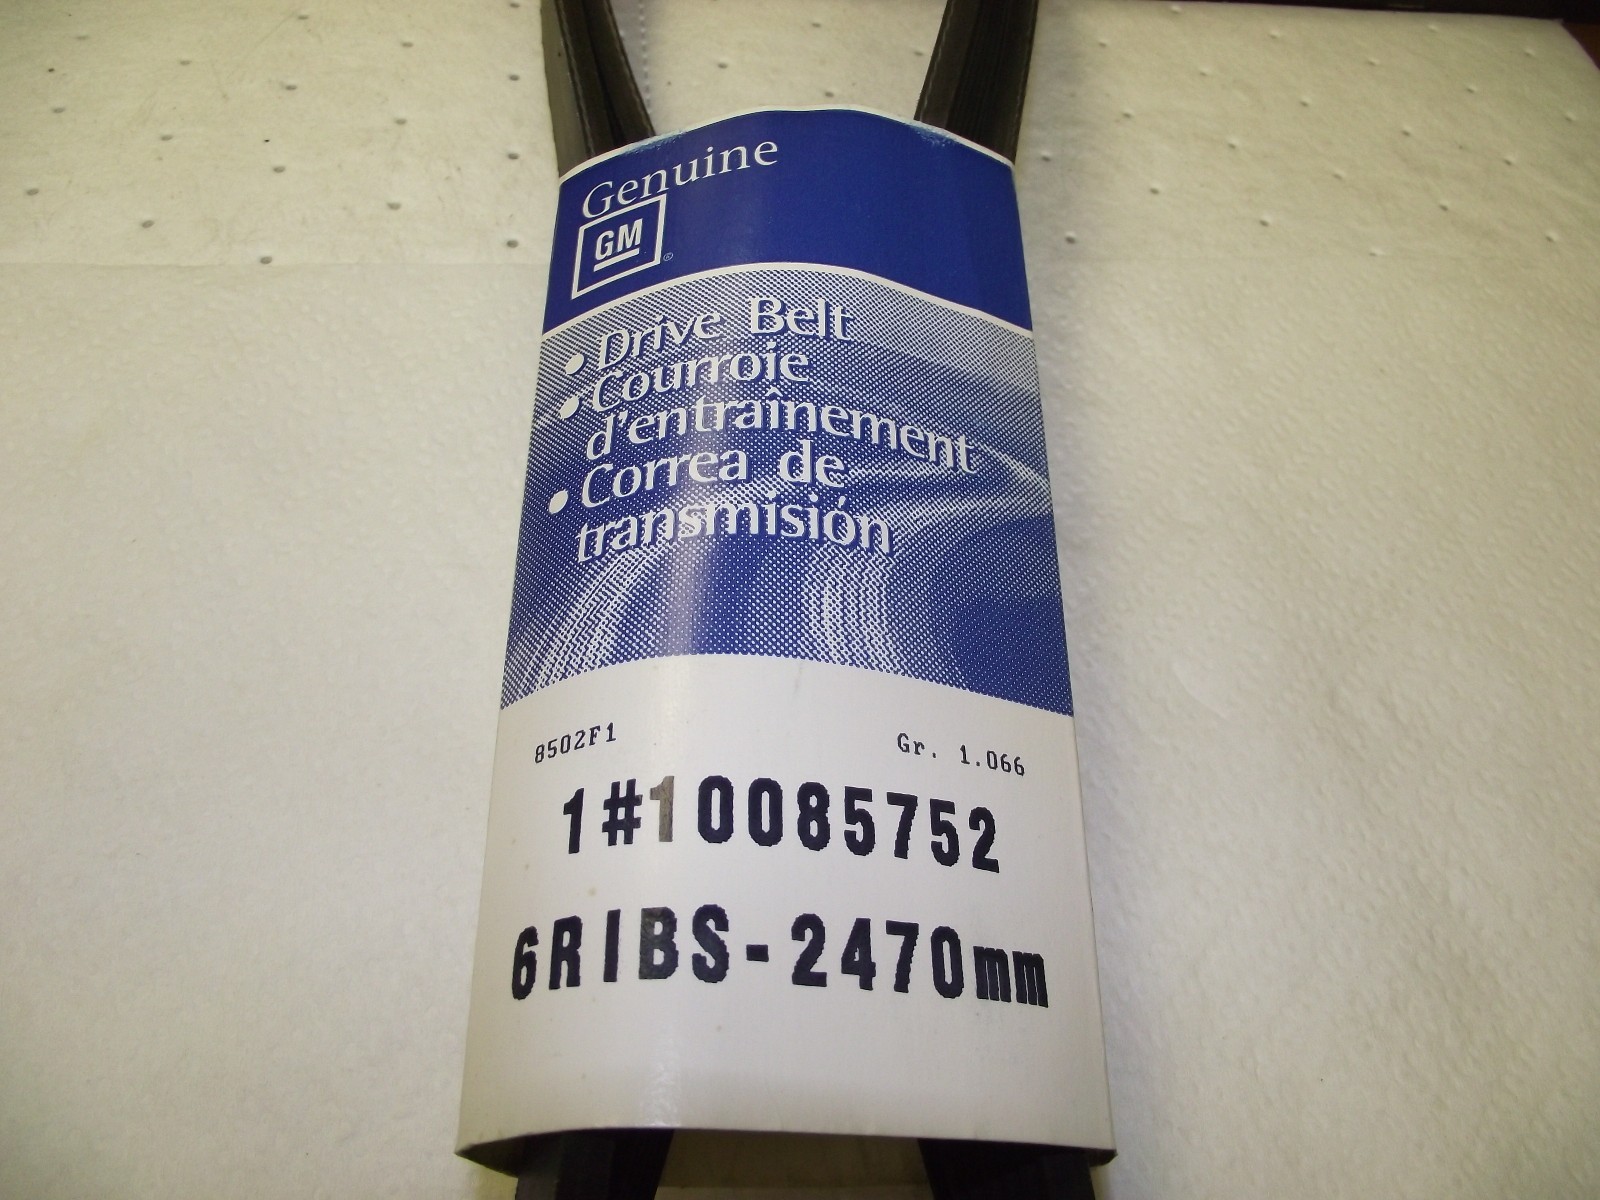 Genuine
GM
®
• Drive Belt
• Courroie
d'entraînement
• Correa de
transmisión
8502F1
Gr. 1.066
1#10085752
6RIBS-2470mm